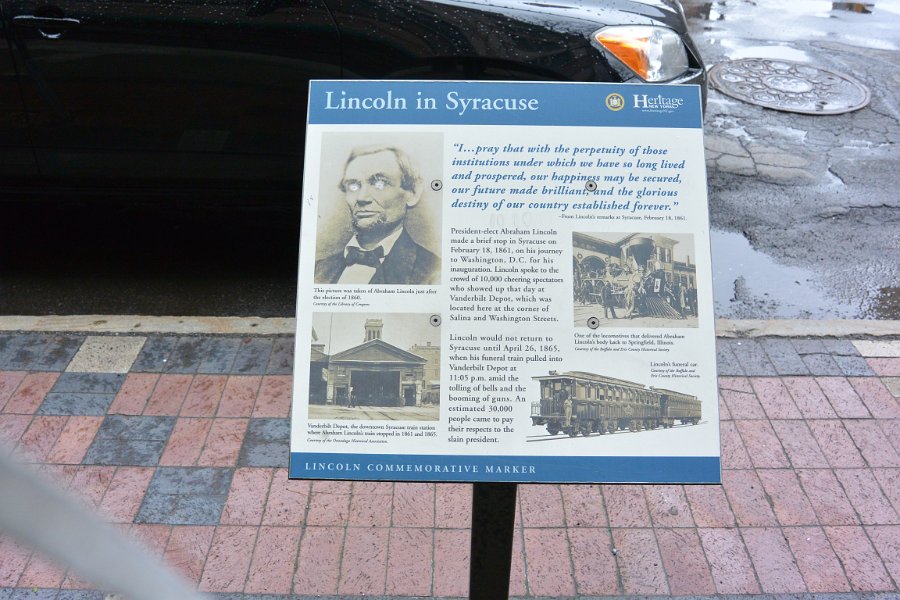 Lincoln in Syracuse
Heritage
NEW YORK
"I...pray that with the perpetuity of those
institutions under which we have so long lived
and prospered, our happiness may be secured,
our future made brilliant, and the glorious
destiny of our country established forever."
–From Lincoln's remarks at Syracuse, February 18, 1861.
This picture was taken of Abraham Lincoln just after
the election of 1860.
Courtesy of the Library of Congress
President-elect Abraham Lincoln
made a brief stop in Syracuse on
February 18, 1861, on his journey
to Washington, D.C. for his
inauguration. Lincoln spoke to the
crowd of 10,000 cheering spectators
who showed up that day at
Vanderbilt Depot, which was
located here at the corner of
Salina and Washington Streets.
Lincoln would not return to
Syracuse until April 26, 1865,
when his funeral train pulled into
Vanderbilt Depot at
11:05 p.m. amid the
tolling of bells and the
booming of guns. An
estimated 30,000
people came to pay
their respects to the
slain president.
One of the locomotives that delivered Abraham
Lincoln's body back to Springfield, Illinois.
Courtesy of the Buffalo and Erie County Historical Society.
Lincoln's funeral car.
Courtesy of the Buffalo and
Erie County Historical Society
Vanderbilt Depot, the downtown Syracuse train station
where Abraham Lincoln's train stopped in 1861 and 1865.
Courtesy of the Onondaga Historical Association.
LINCOLN COMMEMORATIVE MARKER